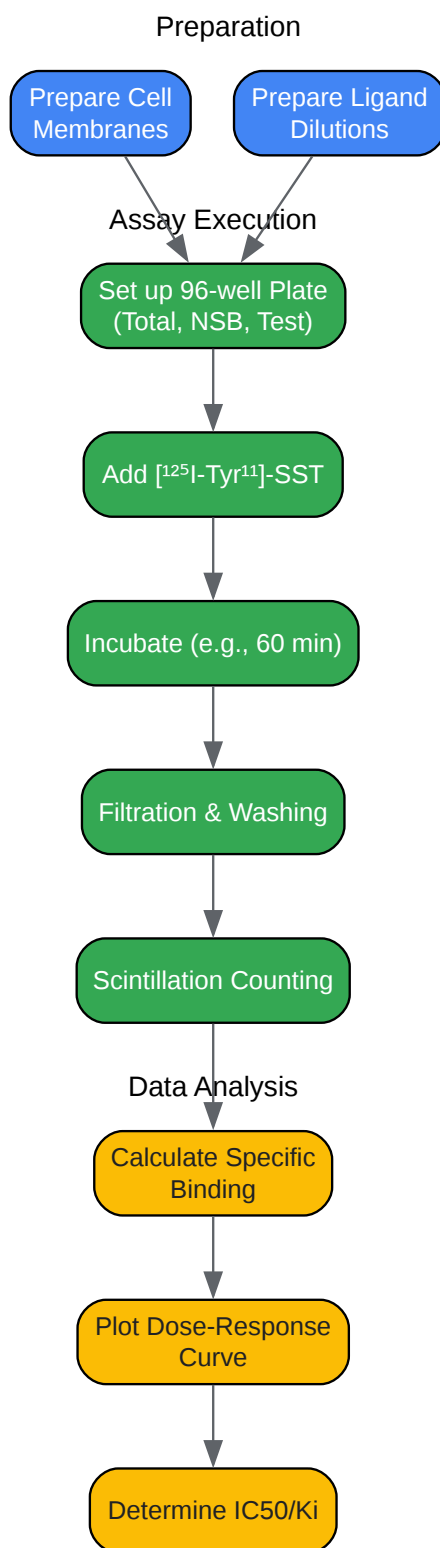 Preparation
Prepare Cell
Membranes
Prepare Ligand
Dilutions
Assay Execution
Set up 96-well Plate
(Total, NSB, Test)
Add [¹²⁵I-Tyr¹¹]-SST
Incubate (e.g., 60 min)
Filtration & Washing
Scintillation Counting
Data Analysis
Calculate Specific
Binding
Plot Dose-Response
Curve
Determine IC50/Ki